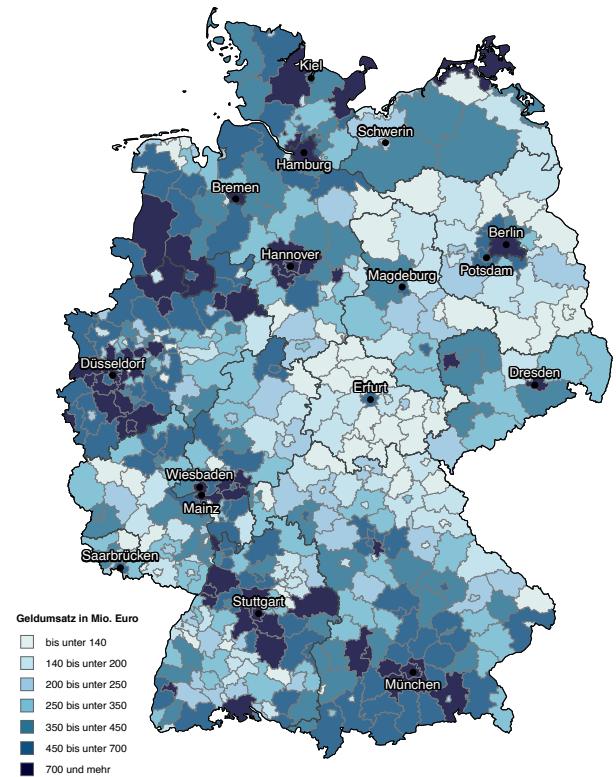 Kiel
Schwerin
Hamburg
Bremen
Berlin
Hannover
Potsdam
Magdeburg
Düsseldorf
Dresden
Erfurt
Wiesbaden
Mainz
Saarbrücken
Stuttgart
München
Geldumsatz in Mio. Euro
bis unter 140
140 bis unter 200
200 bis unter 250
250 bis unter 350
350 bis unter 450
450 bis unter 700
700 und mehr